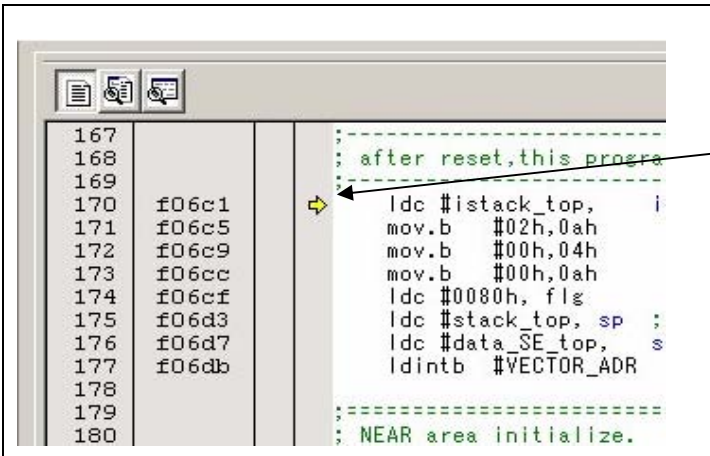 167 ;------------------------
168 ; after reset,this progra
169 ;------------------------
170 f06c1 ldc #istack_top, i
171 f06c5 mov.b #02h,0ah
172 f06c9 mov.b #00h,04h
173 f06cc mov.b #00h,0ah
174 f06cf ldc #0080h, flg
175 f06d3 ldc #stack_top, sp ;
176 f06d7 ldc #data_SE_top, s
177 f06db ldintb #VECTOR_ADR
178
179 ;========================
180 ; NEAR area initialize.